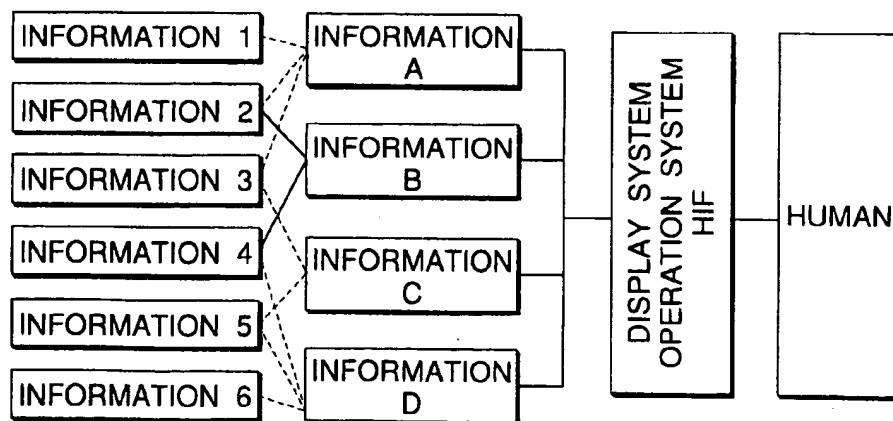 INFORMATION 1
INFORMATION 2
INFORMATION 3
INFORMATION 4
INFORMATION 5
INFORMATION 6
INFORMATION
A
INFORMATION
B
INFORMATION
C
INFORMATION
D
DISPLAY SYSTEM
OPERATION SYSTEM
HIF
HUMAN